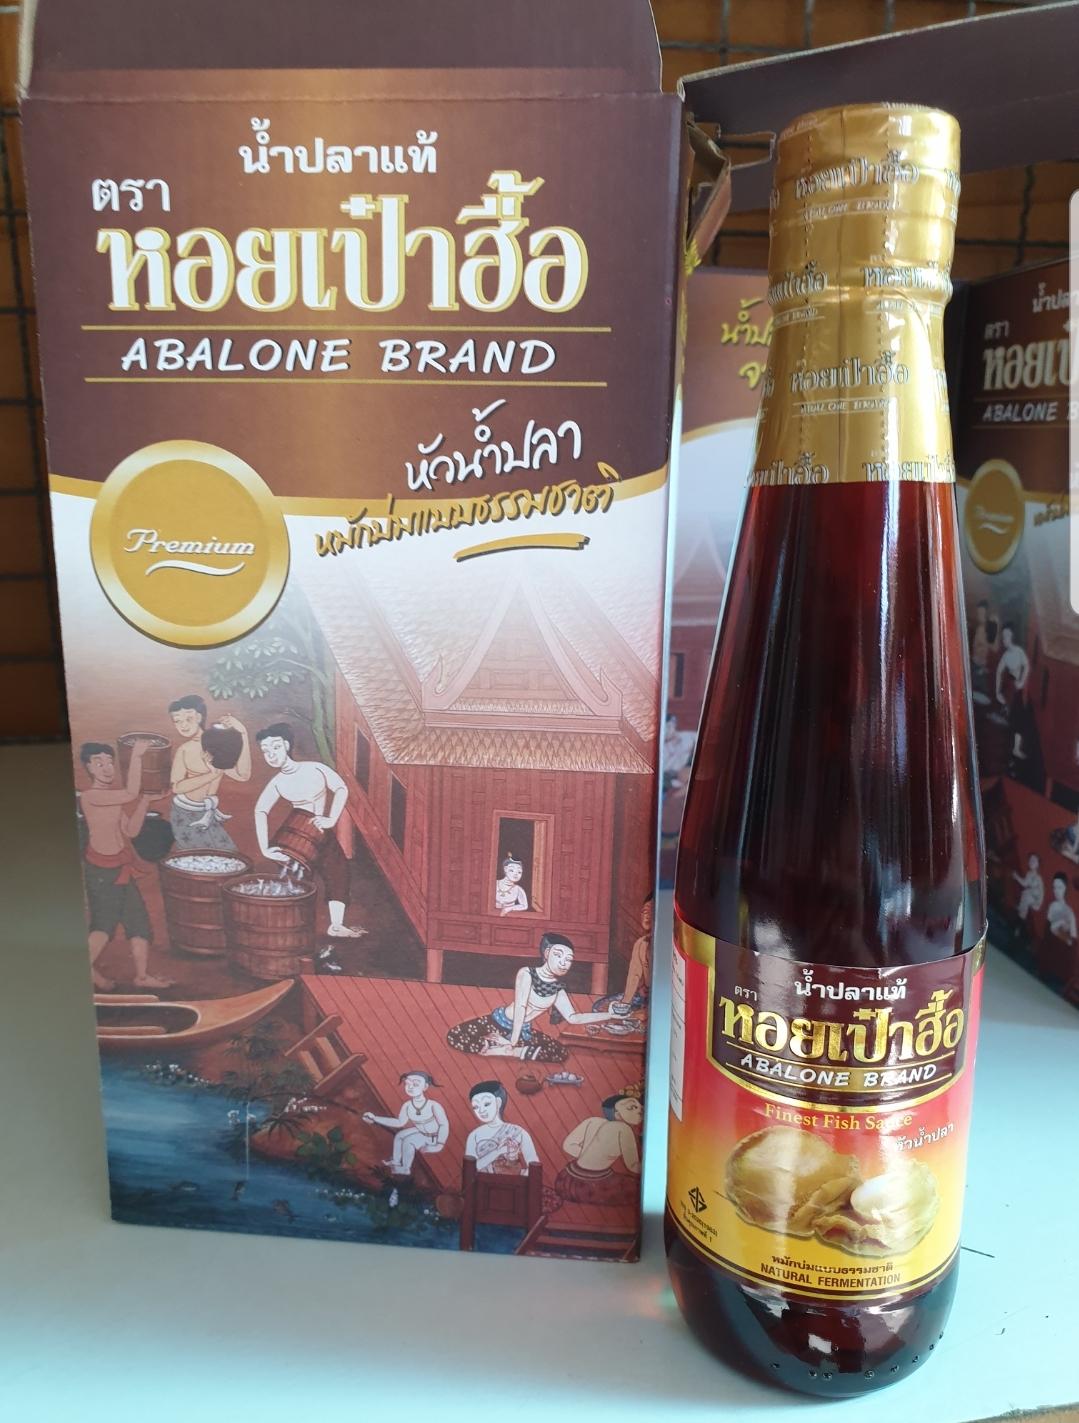 น้ำปลาแท้
ตรา
หอยเป๋าฮื้อ
ABALONE BRAND
หัวน้ำปลา
หมักบ่มแบบธรรมชาติ
Premium
หอยเป๋าฮื้อ
หอยเป๋าฮื้อ
น้ำปลาแท้
ตรา
หอยเป๋าฮื้อ
ABALONE BRAND
Finest Fish Sauce
หัวน้ำปลา
หมักบ่มแบบธรรมชาติ
NATURAL FERMENTATION
ตรา
ABALONE B
Premium